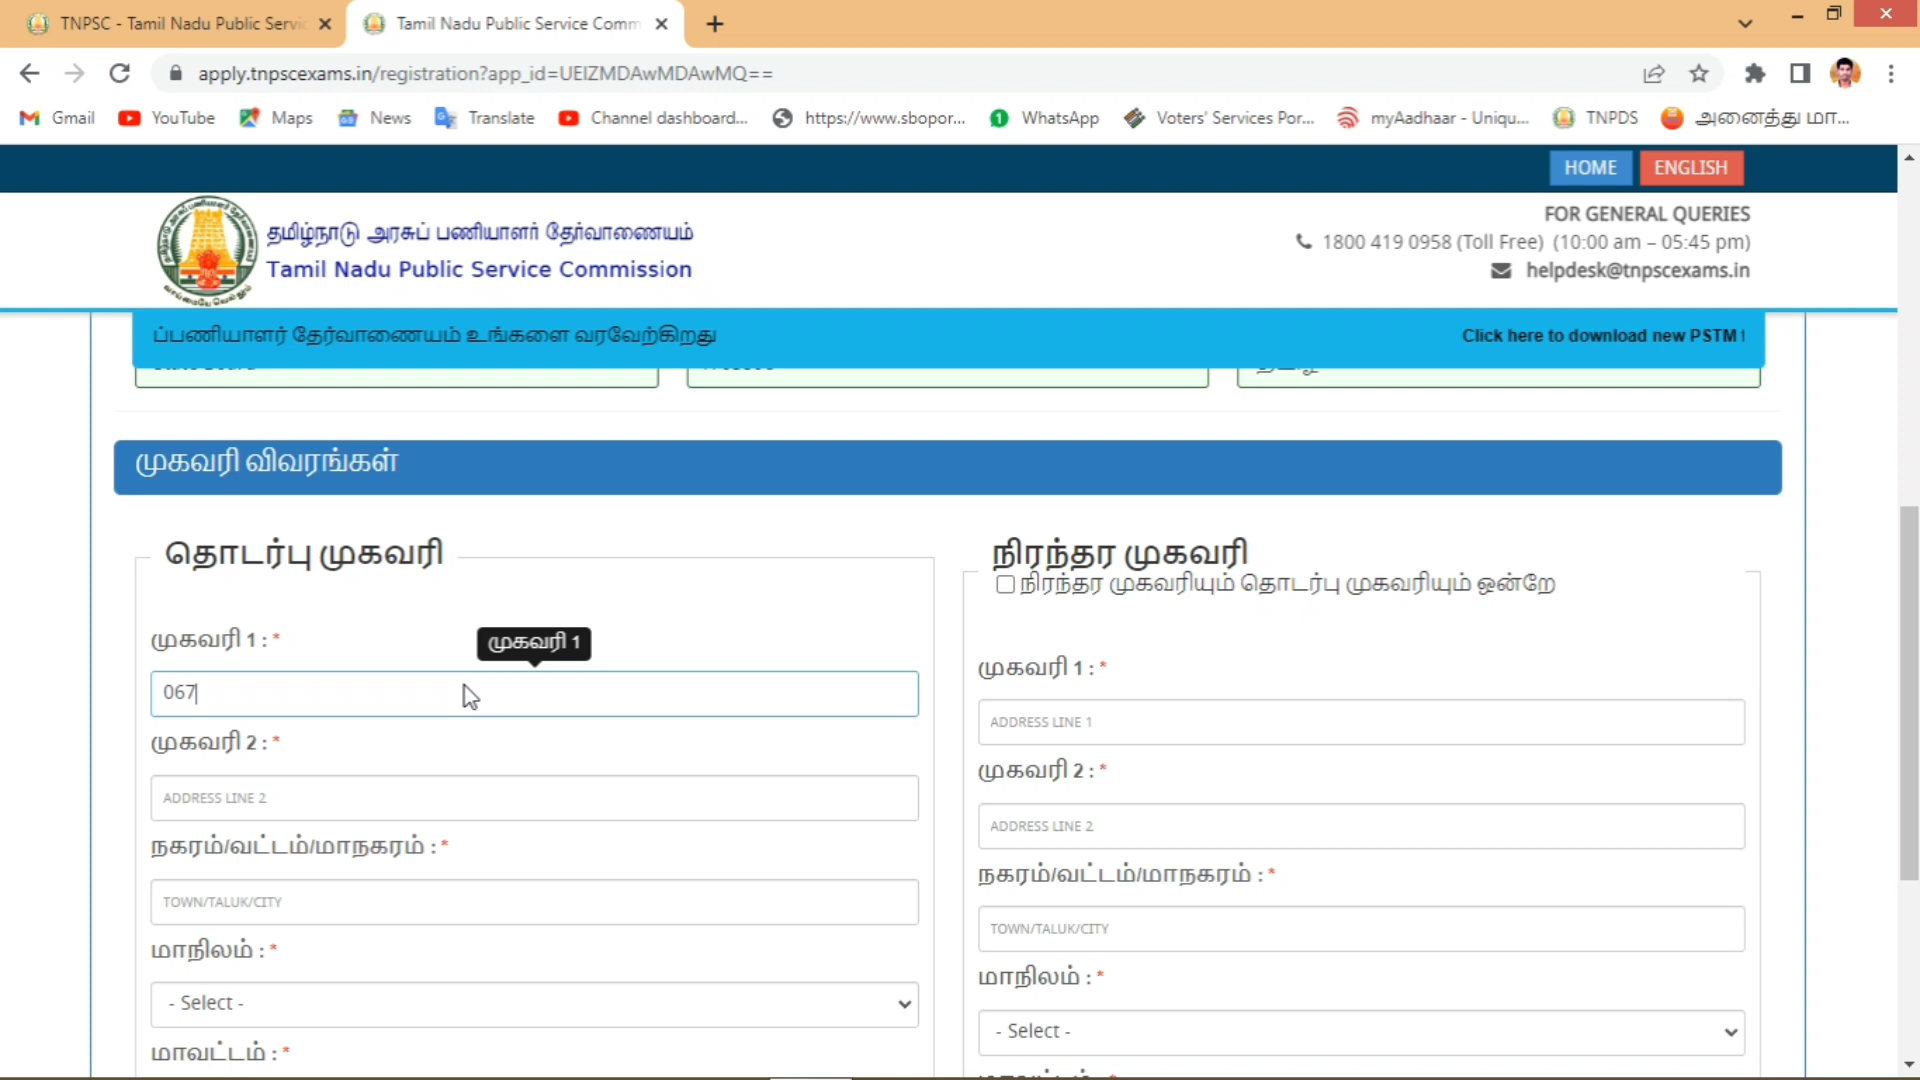 TNPSC - Tamil Nadu Public Servic
Tamil Nadu Public Service Comm
apply.tnpscexams.in/registration?app_id=UEIZMDAwMDAwMQ==
Gmail
YouTube
Maps
News
Translate
Channel dashboard...
https://www.sbopor...
WhatsApp
Voters' Services Por...
myAadhaar - Uniqu...
TNPDS
அனைத்து மா...
HOME
ENGLISH
தமிழ்நாடு அரசுப் பணியாளர் தேர்வாணையம்
Tamil Nadu Public Service Commission
FOR GENERAL QUERIES
1800 419 0958 (Toll Free) (10:00 am – 05:45 pm)
helpdesk@tnpscexams.in
ப்பணியாளர் தேர்வாணையம் உங்களை வரவேற்கிறது
Click here to download new PSTM f
முகவரி விவரங்கள்
தொடர்பு முகவரி
முகவரி 1 : *
முகவரி 1
067
முகவரி 2 : *
ADDRESS LINE 2
நகரம்/வட்டம்/மாநகரம் : *
TOWN/TALUK/CITY
மாநிலம் : *
- Select -
மாவட்டம் : *
நிரந்தர முகவரி
நிரந்தர முகவரியும் தொடர்பு முகவரியும் ஒன்றே
முகவரி 1 : *
ADDRESS LINE 1
முகவரி 2 : *
ADDRESS LINE 2
நகரம்/வட்டம்/மாநகரம் : *
TOWN/TALUK/CITY
மாநிலம் : *
- Select -